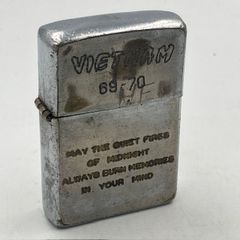 VIETNAM
69-70
MAY THE QUIET FIRES
OF MIDNIGHT
ALWAYS BURN MEMORIES
IN YOUR MIND